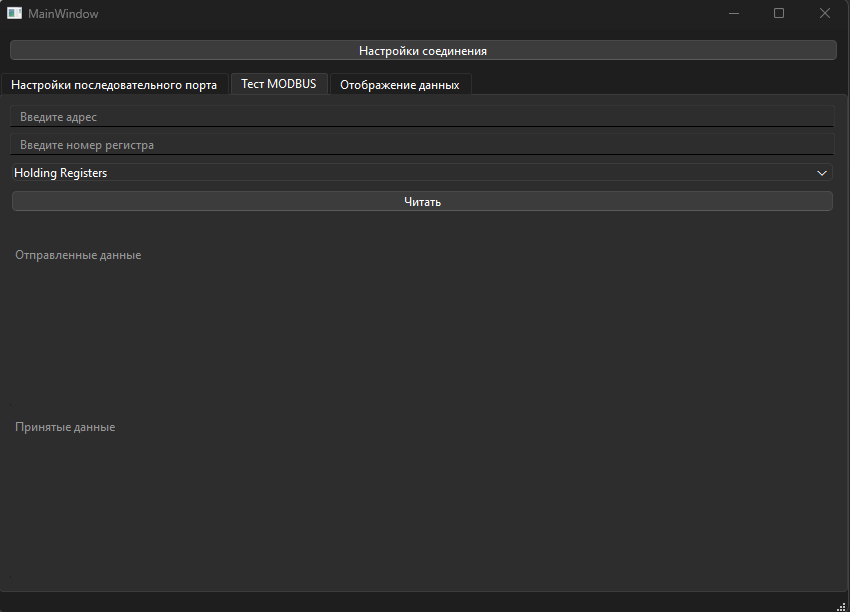 MainWindow
Настройки соединения
Настройки последовательного порта Тест MODBUS Отображение данных
Введите адрес
Введите номер регистра
Holding Registers
Читать
Отправленные данные
Принятые данные